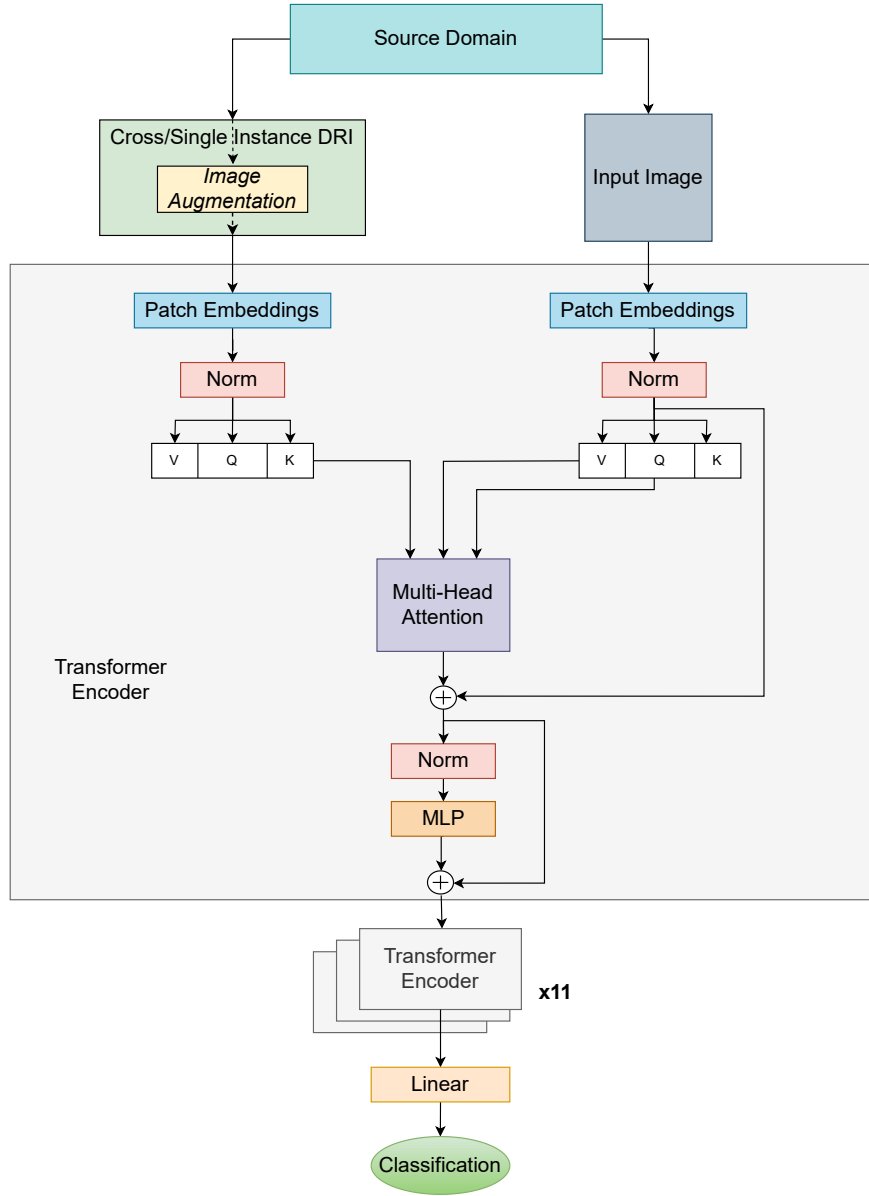 Source Domain
Cross/Single Instance DRI
Image
Augmentation
Input Image
Patch Embeddings
Patch Embeddings
Norm
Norm
V Q K
V Q K
Multi-Head
Attention
Transformer
Encoder
Norm
MLP
Transformer
Encoder
x11
Linear
Classification